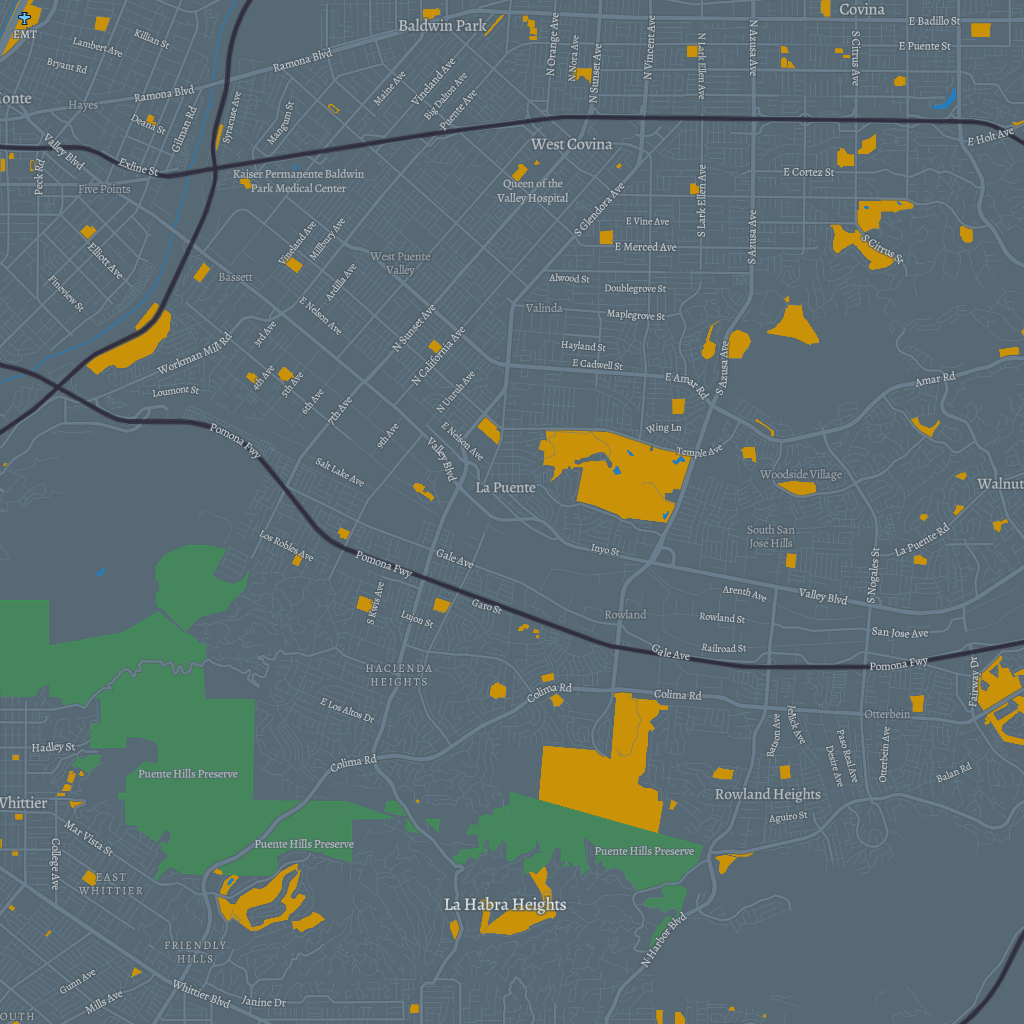 Covina
E Badillo St
Baldwin Park
EMT
Killian St
Lambert Ave
N Orange Ave
N Nora Ave
N Sunset Ave
N Vincent Ave
N Lark Ellen Ave
N Azusa Ave
S Citrus Ave
E Puente St
Bryant Rd
Ramona Blvd
Maine Ave
Vineland Ave
Big Dalton Ave
Puente Ave
onte
Hayes
Ramona Blvd
Deana St
Gilman Rd
Syracuse Ave
Mangum St
E Holt Ave
Valley Blvd
Exline St
West Covina
Peck Rd
Kaiser Permanente Baldwin
Park Medical Center
E Cortez St
Five Points
Queen of the
Valley Hospital
S Glendora Ave
S Lark Ellen Ave
S Azusa Ave
E Vine Ave
E Merced Ave
S Citrus St
Elliott Ave
Vineland Ave
Millbury Ave
West Puente
Valley
Fineview St
Bassett
Ardilla Ave
Alwood St
Doublegrove St
E Nelson Ave
Valinda
Maplegrove St
3rd Ave
N Sunset Ave
N California Ave
Workman Mill Rd
Hayland St
E Cadwell St
S Azusa Ave
E Amar Rd
Amar Rd
Loumont St
4th Ave
5th Ave
6th Ave
7th Ave
N Unruh Ave
9th Ave
E Nelson Ave
Wing Ln
Pomona Fwy
Valley Blvd
Temple Ave
Salt Lake Ave
La Puente
Woodside Village
Walnut
Los Robles Ave
South San
Jose Hills
La Puente Rd
Inyo St
Gale Ave
Pomona Fwy
S Nogales St
Arenth Ave
Valley Blvd
S Kwis Ave
Garo St
Lujon St
Rowland
Rowland St
San Jose Ave
Gale Ave
Railroad St
Pomona Fwy
HACIENDA
HEIGHTS
Fairway Dr
Colima Rd
Colima Rd
E Los Altos Dr
Otterbein
Batson Ave
Jellick Ave
Desire Ave
Paso Real Ave
Otterbein Ave
Hadley St
Colima Rd
Puente Hills Preserve
Balan Rd
Whittier
Rowland Heights
Aguiro St
Mar Vista St
College Ave
Puente Hills Preserve
Puente Hills Preserve
EAST
WHITTIER
La Habra Heights
N Harbor Blvd
FRIENDLY
HILLS
Gunn Ave
Mills Ave
Whittier Blvd
Janine Dr
OUTH